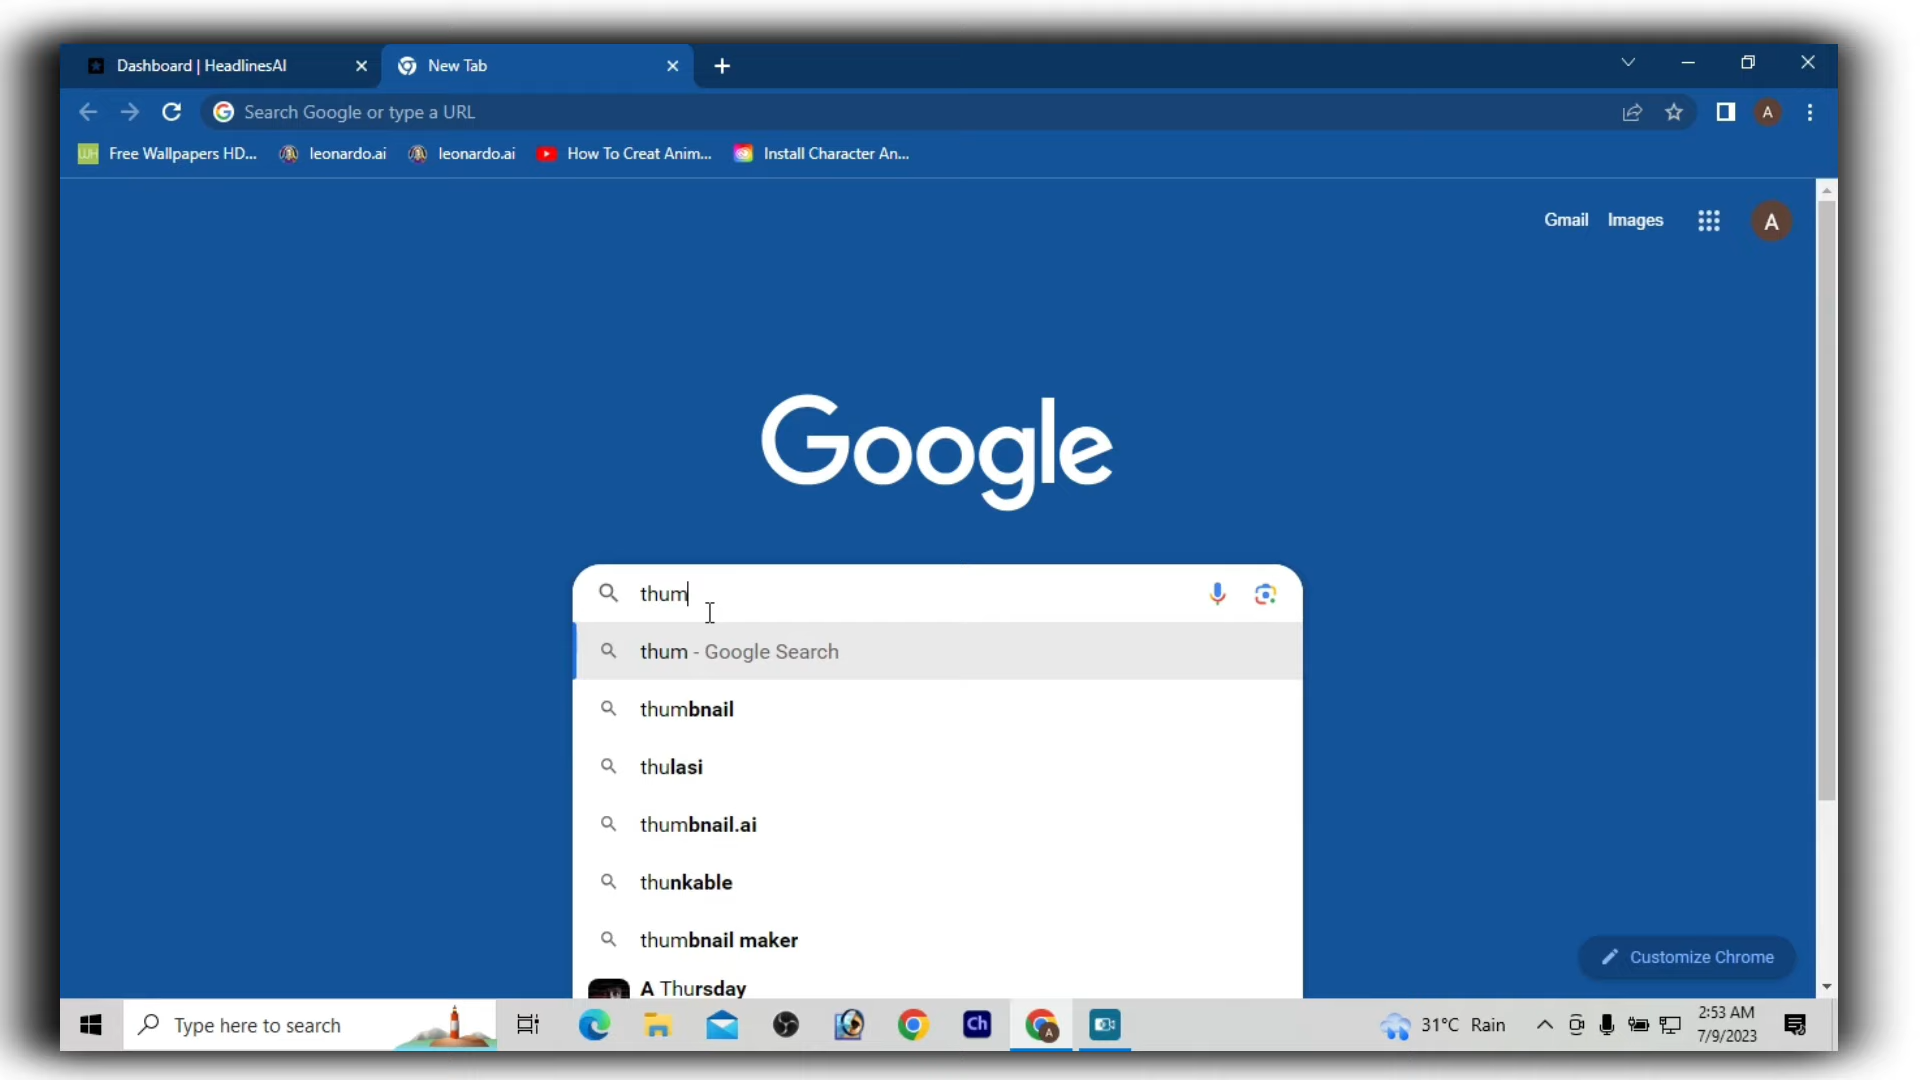 Dashboard | HeadlinesAI
New Tab
Search Google or type a URL
A
WH
Free Wallpapers HD...
leonardo.ai
leonardo.ai
How To Creat Anim...
Install Character An...
Gmail
Images
A
Google
thum
thum - Google Search
thumbnail
thulasi
thumbnail.ai
thunkable
thumbnail maker
A Thursday
Customize Chrome
Type here to search
Ch
A
31°C Rain
2:53 AM
7/9/2023